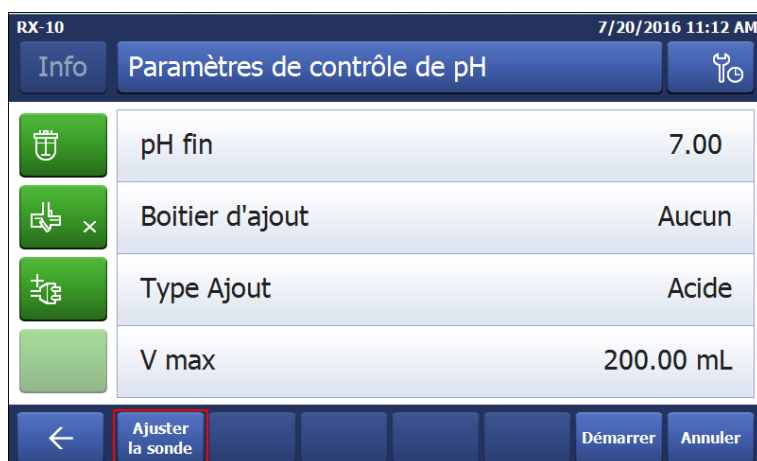 RX-10 7/20/2016 11:12 AM
Info Paramètres de contrôle de pH
pH fin 7.00
Boitier d'ajout Aucun
Type Ajout Acide
V max 200.00 mL
Ajuster
la sonde Démarrer Annuler